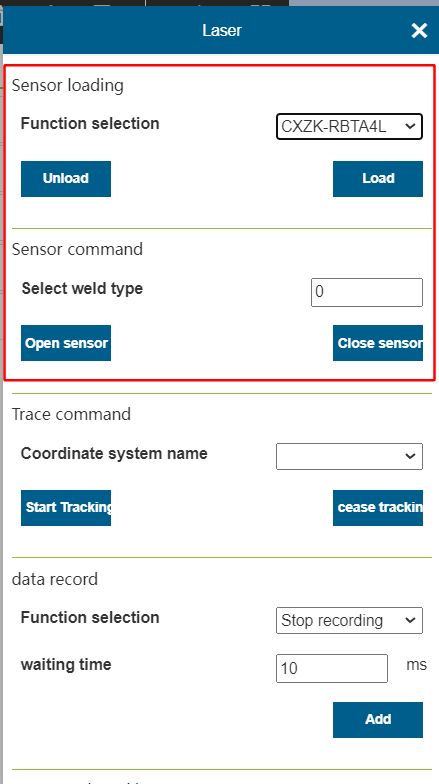 Laser
Sensor loading
Function selection CXZK-RBTA4L
Unload Load
Sensor command
Select weld type 0
Open sensor Close sensor
Trace command
Coordinate system name
Start Tracking cease trackin
data record
Function selection Stop recording
waiting time 10 ms
Add